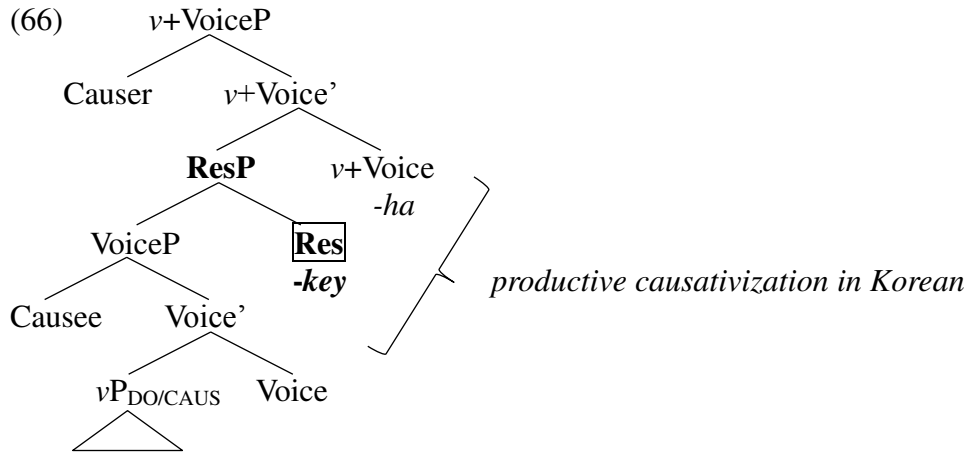 (66) v+VoiceP
Causer v+Voice’
ResP v+Voice
-ha
VoiceP Res
-key
productive causativization in Korean
Causee Voice’
vPDO/CAUS Voice